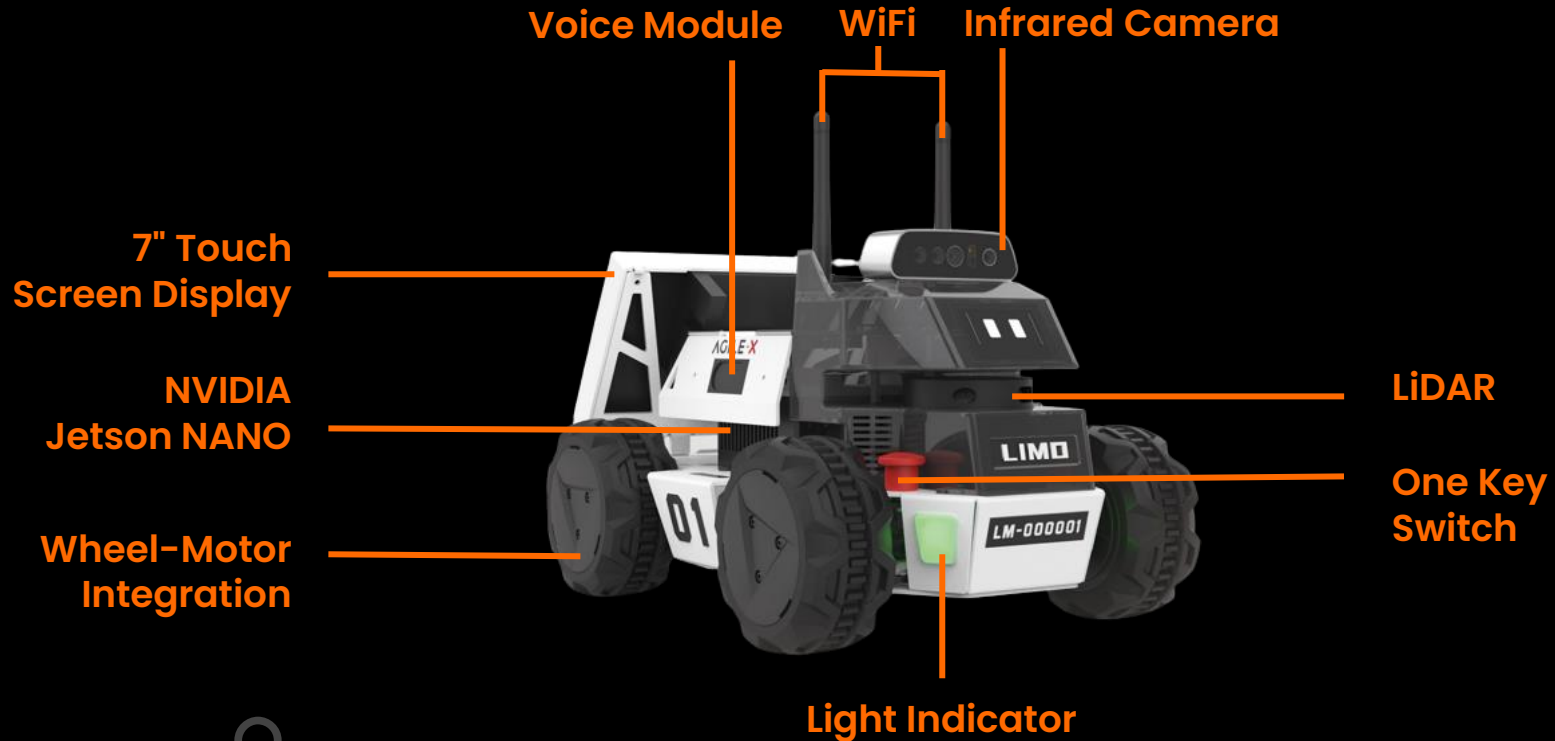 Voice Module
WiFi
Infrared Camera
7" Touch
Screen Display
AGILE·X
NVIDIA
Jetson NANO
LiDAR
LIMO
One Key
Switch
01
LM-000001
Wheel-Motor
Integration
Light Indicator